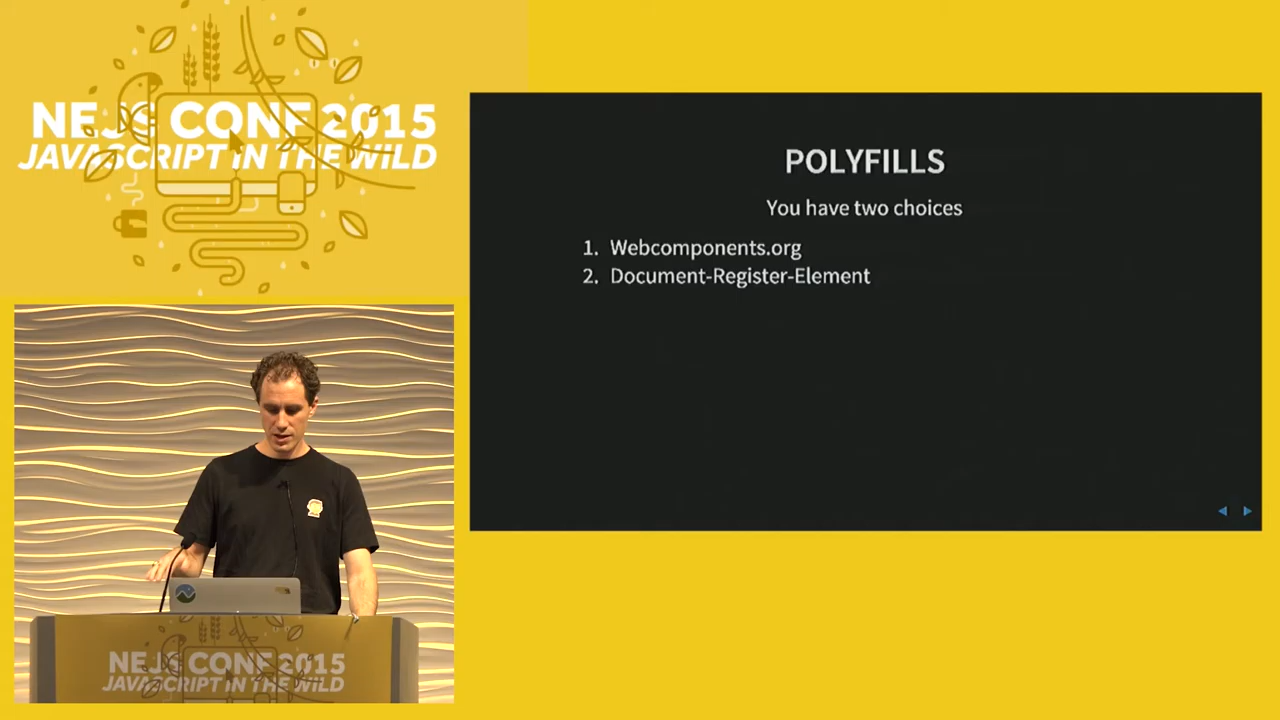 NEJS CONF 2015
JAVASCRIPT IN THE WILD
POLYFILLS
You have two choices
1. Webcomponents.org
2. Document-Register-Element
NEJS CONF 2015
JAVASCRIPT IN THE WILD